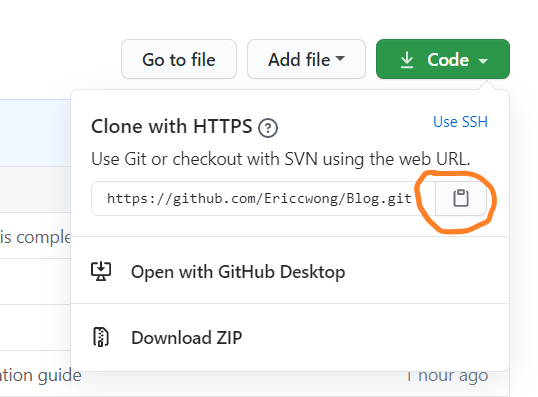 Go to file
Add file
Code
Clone with HTTPS
Use SSH
Use Git or checkout with SVN using the web URL.
https://github.com/Ericcwong/Blog.git
is comple
Open with GitHub Desktop
Download ZIP
ation guide
1 hour ago